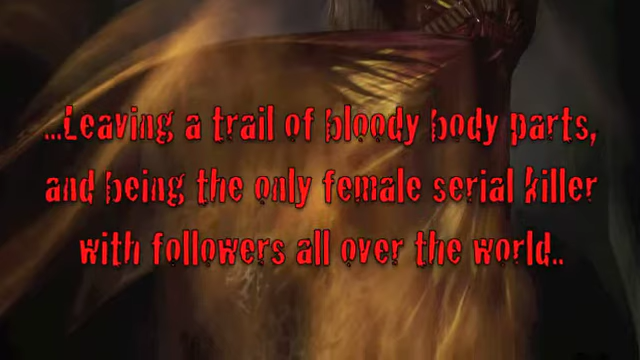 ...Leaving a trail of bloody body parts,
and being the only female serial killer
with followers all over the world..